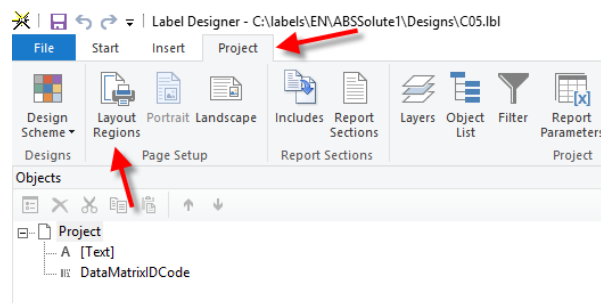 Label Designer - C:\labels\EN\ABSSolute1\Designs\C05.lbl
File Start Insert Project
Design Scheme Layout Regions Portrait Landscape Includes Report Sections Layers Object List Filter Report Parameters
Designs Page Setup Report Sections Project
Objects
Project
A [Text]
DataMatrixIDCode